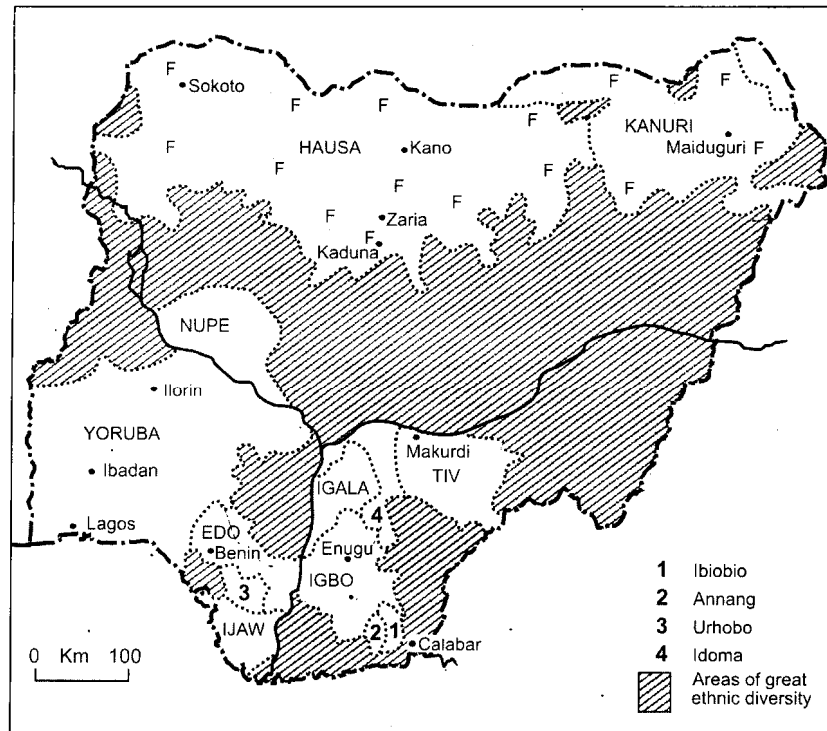 F
Sokoto
F
F
F
F
F
KANURI
Maiduguri
F
F
HAUSA
Kano
F
F
F
F
F
Zaria
F
Kaduna
NUPE
Ilorin
YORUBA
Ibadan
Lagos
Makurdi
TIV
IGALA
4
EDO
Benin
Enugu
IGBO
3
IJAW
2
1
Calabar
0 Km 100
1 Ibiobio
2 Annang
3 Urhobo
4 Idoma
Areas of great
ethnic diversity